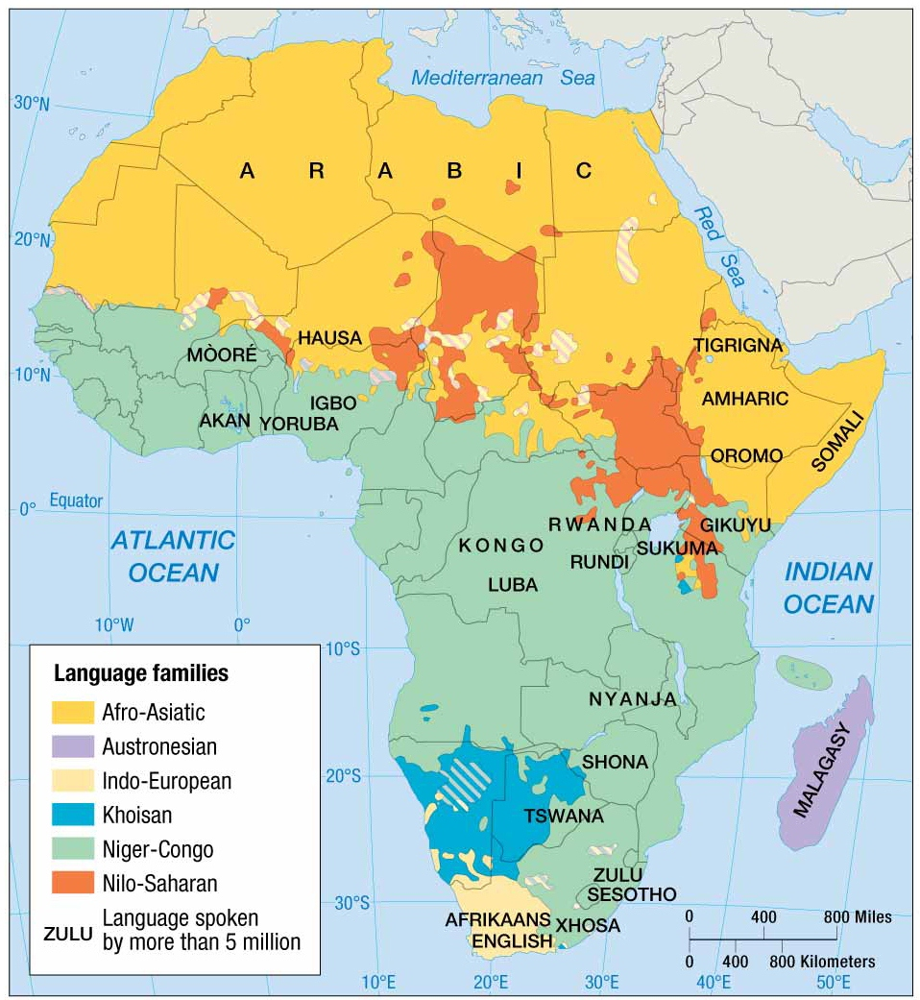 Mediterranean Sea
30°N
A R A B I C
20°N
Red Sea
HAUSA
TIGRIGNA
MÒORÉ
10°N
AMHARIC
IGBO
AKAN
YORUBA
SOMALI
OROMO
0°
Equator
RWANDA
GIKUYU
ATLANTIC
OCEAN
KONGO
SUKUMA
RUNDI
LUBA
INDIAN
OCEAN
10°W
0°
10°S
NYANJA
SHONA
20°S
MALAGASY
TSWANA
ZULU
SESOTHO
30°S
AFRIKAANS
ENGLISH
XHOSA
Language families
Afro-Asiatic
Austronesian
Indo-European
Khoisan
Niger-Congo
Nilo-Saharan
ZULU Language spoken
by more than 5 million
0 400 800 Miles
0 400 800 Kilometers
10°E 20°E 30°E 40°E 50°E